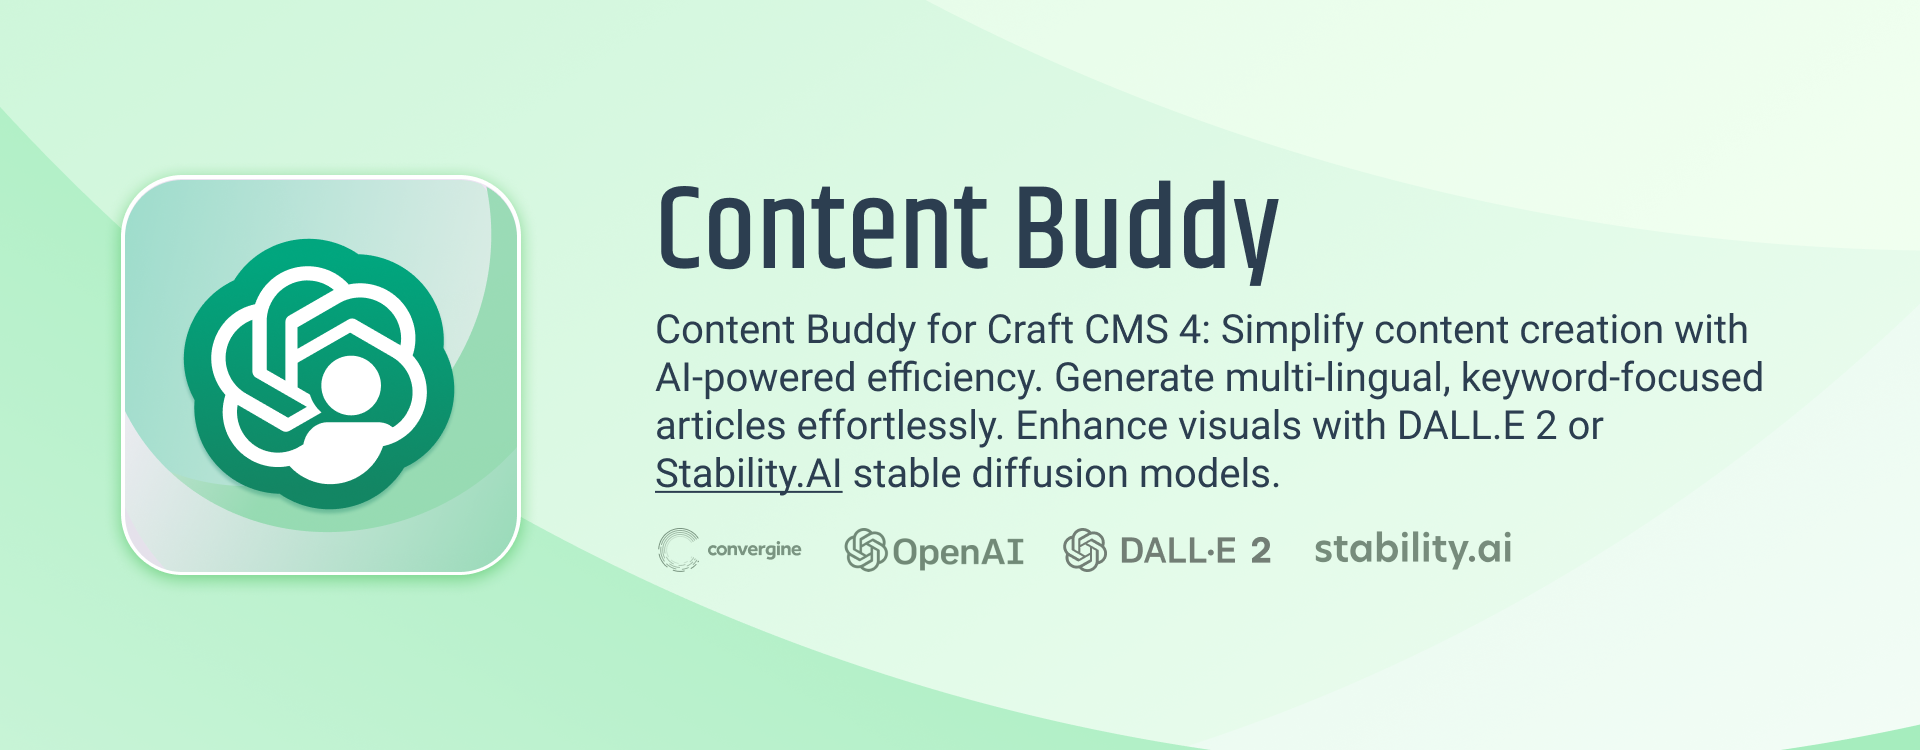 Content Buddy
Content Buddy for Craft CMS 4: Simplify content creation with
AI-powered efficiency. Generate multi-lingual, keyword-focused
articles effortlessly. Enhance visuals with DALL.E 2 or
Stability.AI stable diffusion models.
convergine OpenAI DALL·E 2 stability.ai